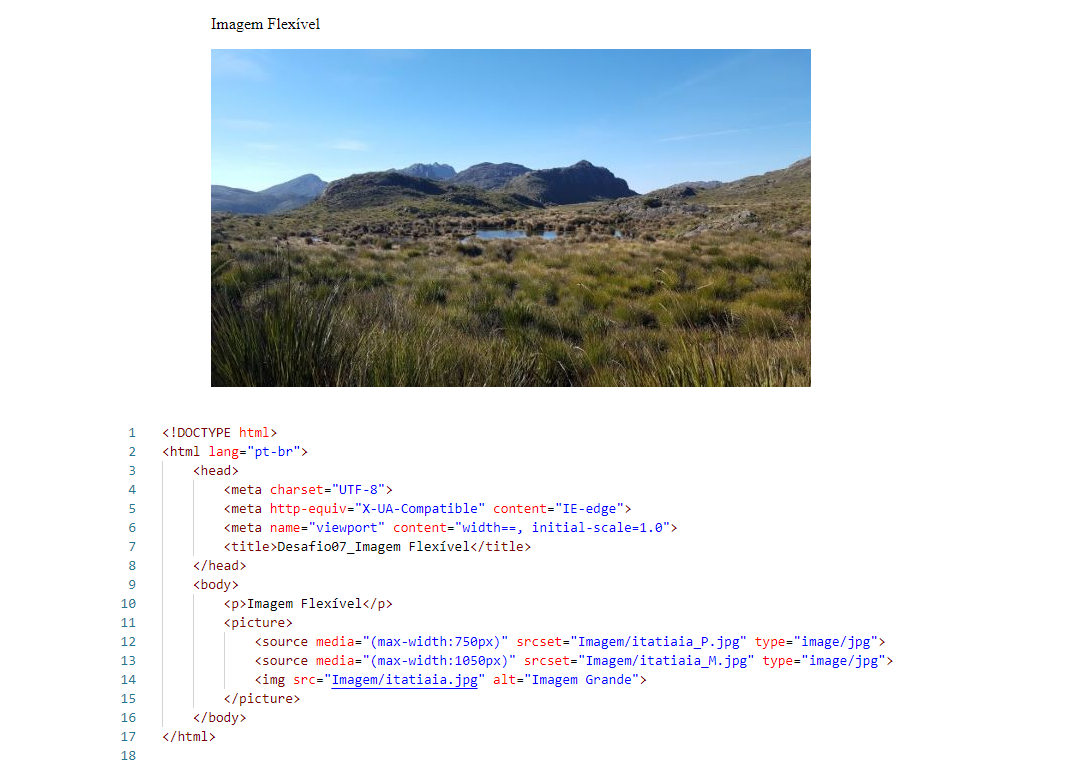 Imagem Flexível
1 <!DOCTYPE html>
2 <html lang="pt-br">
3 <head>
4 <meta charset="UTF-8">
5 <meta http-equiv="X-UA-Compatible" content="IE-edge">
6 <meta name="viewport" content="width==, initial-scale=1.0">
7 <title>Desafio07_Imagem Flexível</title>
8 </head>
9 <body>
10 <p>Imagem Flexível</p>
11 <picture>
12 <source media="(max-width:750px)" srcset="Imagem/itatiaia_P.jpg" type="image/jpg">
13 <source media="(max-width:1050px)" srcset="Imagem/itatiaia_M.jpg" type="image/jpg">
14 <img src="Imagem/itatiaia.jpg" alt="Imagem Grande">
15 </picture>
16 </body>
17 </html>
18